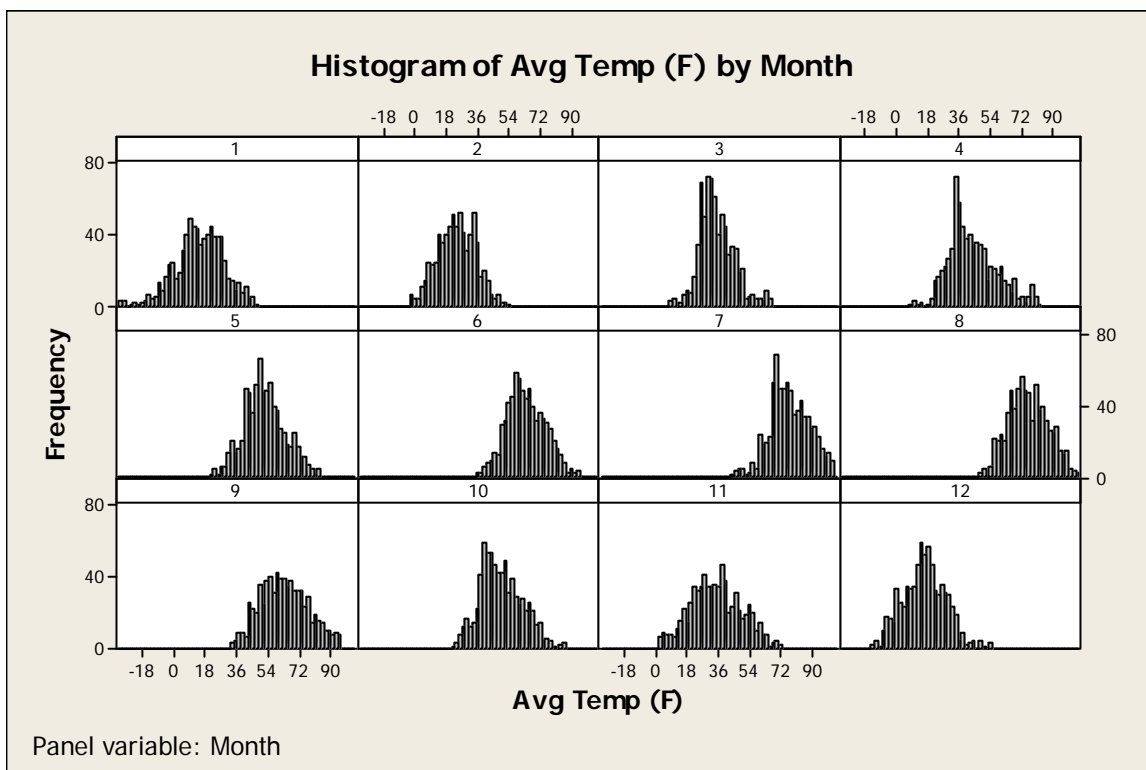 Histogram of Avg Temp (F) by Month
-18 0 18 36 54 72 90 -18 0 18 36 54 72 90
1 2 3 4
80
40
0
5 6 7 8
80
40
0
9 10 11 12
80
40
0
-18 0 18 36 54 72 90 -18 0 18 36 54 72 90
Frequency
Avg Temp (F)
Panel variable: Month